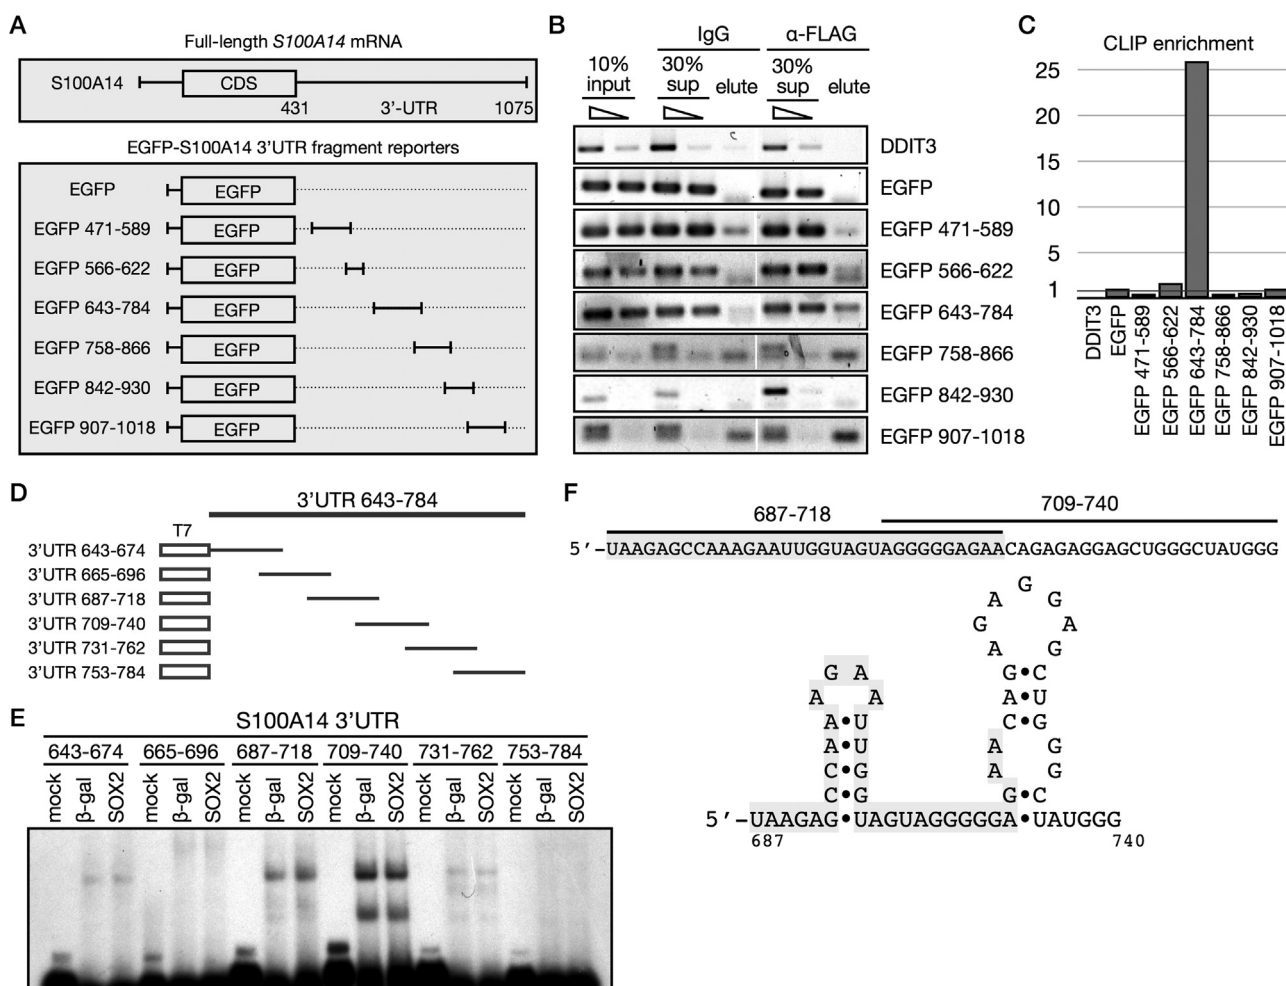 A
Full-length S100A14 mRNA
S100A14
CDS
431
3'-UTR
1075
EGFP-S100A14 3'UTR fragment reporters
EGFP
EGFP
EGFP 471-589
EGFP
EGFP 566-622
EGFP
EGFP 643-784
EGFP
EGFP 758-866
EGFP
EGFP 842-930
EGFP
EGFP 907-1018
EGFP
B
IgG
α-FLAG
10% input
30% sup
elute
30% sup
elute
DDIT3
EGFP
EGFP 471-589
EGFP 566-622
EGFP 643-784
EGFP 758-866
EGFP 842-930
EGFP 907-1018
C
CLIP enrichment
25
20
15
10
5
1
DDIT3
EGFP
EGFP 471-589
EGFP 566-622
EGFP 643-784
EGFP 758-866
EGFP 842-930
EGFP 907-1018
D
3'UTR 643-784
T7
3'UTR 643-674
3'UTR 665-696
3'UTR 687-718
3'UTR 709-740
3'UTR 731-762
3'UTR 753-784
E
S100A14 3'UTR
643-674 665-696 687-718 709-740 731-762 753-784
mock β-gal SOX2 mock β-gal SOX2 mock β-gal SOX2 mock β-gal SOX2 mock β-gal SOX2 mock β-gal SOX2
F
687-718
709-740
5'-UAAGAGCCAAAGAAUUGGUAGUAGGGGGAGAACAGAGAGGAGCUGGGCUAUGGG
G
A G
G A
A G
G A G•C
A A A•U
A•U C•G
A•U A G
C•G A G
C•G G•C
5'-UAAGAG•UAGUAGGGGGA•UAUGGG
687
740